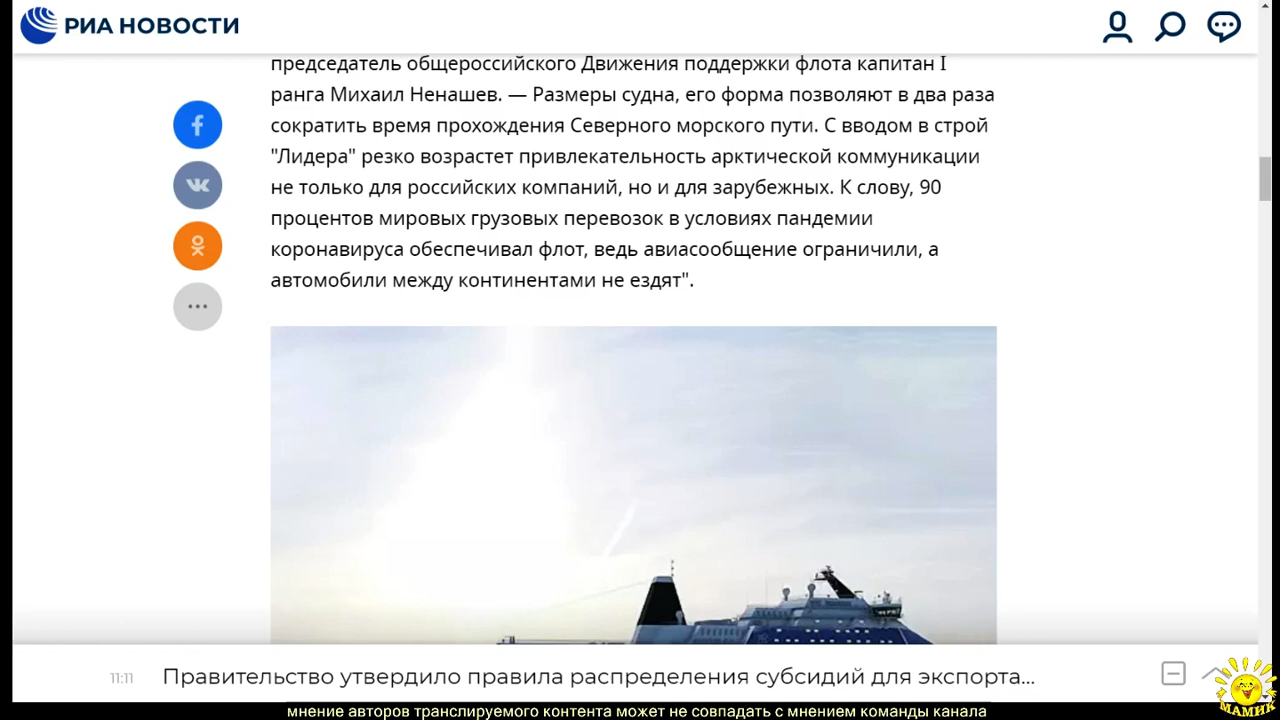 РИА НОВОСТИ
председатель общероссийского Движения поддержки флота капитан I
ранга Михаил Ненашев. — Размеры судна, его форма позволяют в два раза
сократить время прохождения Северного морского пути. С вводом в строй
"Лидера" резко возрастет привлекательность арктической коммуникации
не только для российских компаний, но и для зарубежных. К слову, 90
процентов мировых грузовых перевозок в условиях пандемии
коронавируса обеспечивал флот, ведь авиасообщение ограничили, а
автомобили между континентами не ездят".
11:11 Правительство утвердило правила распределения субсидий для экспорта...
МАМИК
мнение авторов транслируемого контента может не совпадать с мнением команды канала